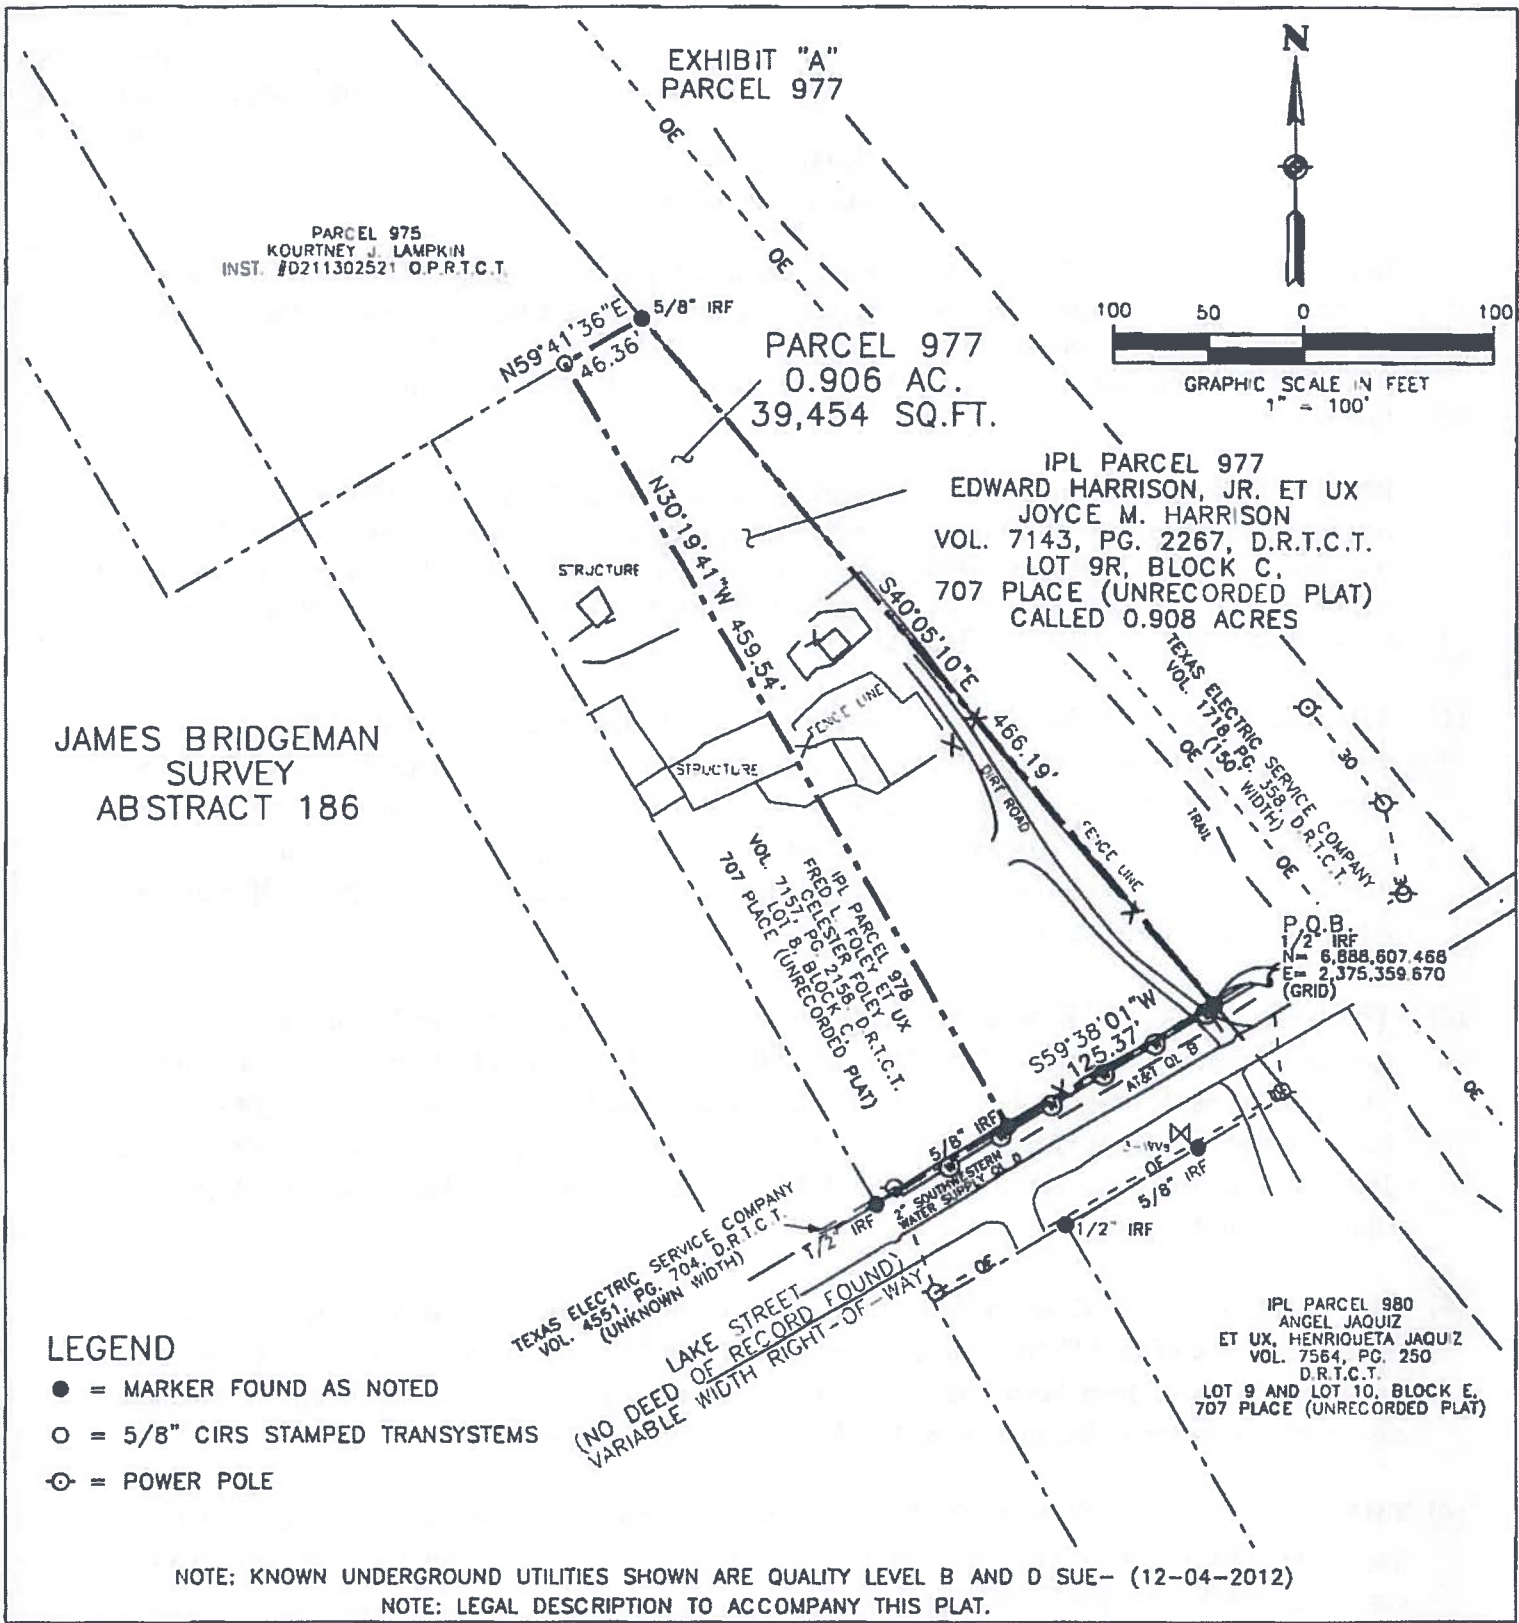 EXHIBIT "A"
PARCEL 977
N
OE
OE
PARCEL 975
KOURTNEY J. LAMPKIN
INST. #D211302521 O.P.R.T.C.T.
N59°41'36"E
46.36'
5/8" IRF
100 50 0 100
GRAPHIC SCALE IN FEET
1" = 100'
PARCEL 977
0.906 AC.
39,454 SQ.FT.
IPL PARCEL 977
EDWARD HARRISON, JR. ET UX
JOYCE M. HARRISON
VOL. 7143, PG. 2267, D.R.T.C.T.
LOT 9R, BLOCK C,
707 PLACE (UNRECORDED PLAT)
CALLED 0.908 ACRES
N30°19'41"W 459.54'
STRUCTURE
S40°05'10"E 466.19'
TEXAS ELECTRIC SERVICE COMPANY
VOL. 1718, PG. 358, D.R.T.C.T.
(150' WIDTH)
OE
OE
30
TRAIL
JAMES BRIDGEMAN
SURVEY
ABSTRACT 186
FENCE LINE
STRUCTURE
DIRT ROAD
FENCE LINE
IPL PARCEL 978
FRED L. FOLEY ET UX
CELESTER FOLEY
VOL. 7157, PG. 2158, D.R.T.C.T.
LOT 8, BLOCK C,
707 PLACE (UNRECORDED PLAT)
P.O.B.
1/2" IRF
N= 6,888,607.468
E= 2,375,359.670
(GRID)
S59°38'01"W
125.37'
AT&T QL B
OE
5/8" IRF
2" SOUTHWESTERN
WATER SUPPLY QL D
OE
5/8" IRF
1/2" IRF
1/2" IRF
TEXAS ELECTRIC SERVICE COMPANY
VOL. 4551, PG. 704, D.R.T.C.T.
(UNKNOWN WIDTH)
OE
LAKE STREET
(NO DEED OF RECORD FOUND)
VARIABLE WIDTH RIGHT-OF-WAY
IPL PARCEL 980
ANGEL JAQUIZ
ET UX, HENRIQUETA JAQUIZ
VOL. 7564, PG. 250
D.R.T.C.T.
LOT 9 AND LOT 10, BLOCK E,
707 PLACE (UNRECORDED PLAT)
LEGEND
= MARKER FOUND AS NOTED
= 5/8" CIRS STAMPED TRANSYSTEMS
= POWER POLE
NOTE: KNOWN UNDERGROUND UTILITIES SHOWN ARE QUALITY LEVEL B AND D SUE- (12-04-2012)
NOTE: LEGAL DESCRIPTION TO ACCOMPANY THIS PLAT.